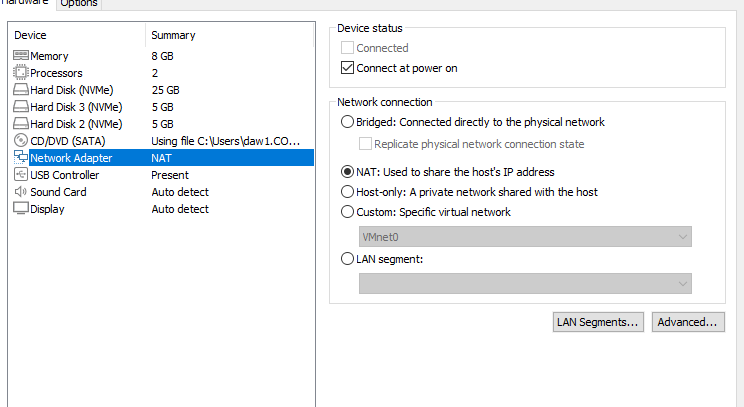 Hardware Options
Device Summary
Memory 8 GB
Processors 2
Hard Disk (NVMe) 25 GB
Hard Disk 3 (NVMe) 5 GB
Hard Disk 2 (NVMe) 5 GB
CD/DVD (SATA) Using file C:\Users\daw1.CO...
Network Adapter NAT
USB Controller Present
Sound Card Auto detect
Display Auto detect
Device status
Connected
Connect at power on
Network connection
Bridged: Connected directly to the physical network
Replicate physical network connection state
NAT: Used to share the host's IP address
Host-only: A private network shared with the host
Custom: Specific virtual network
VMnet0
LAN segment:
LAN Segments... Advanced...